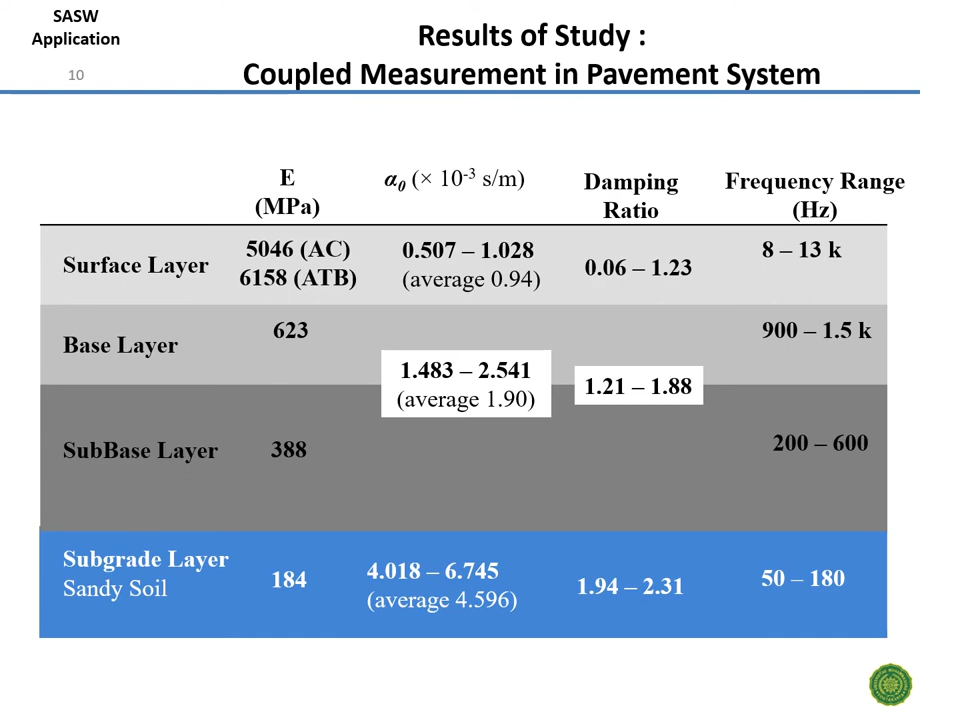 SASW
Application
10
Results of Study :
Coupled Measurement in Pavement System
E
(MPa)
α₀ (× 10⁻³ s/m)
Damping
Ratio
Frequency Range
(Hz)
Surface Layer
5046 (AC)
6158 (ATB)
0.507 – 1.028
(average 0.94)
0.06 – 1.23
8 – 13 k
Base Layer
623
900 – 1.5 k
1.483 – 2.541
(average 1.90)
1.21 – 1.88
SubBase Layer
388
200 – 600
Subgrade Layer
Sandy Soil
184
4.018 – 6.745
(average 4.596)
1.94 – 2.31
50 – 180